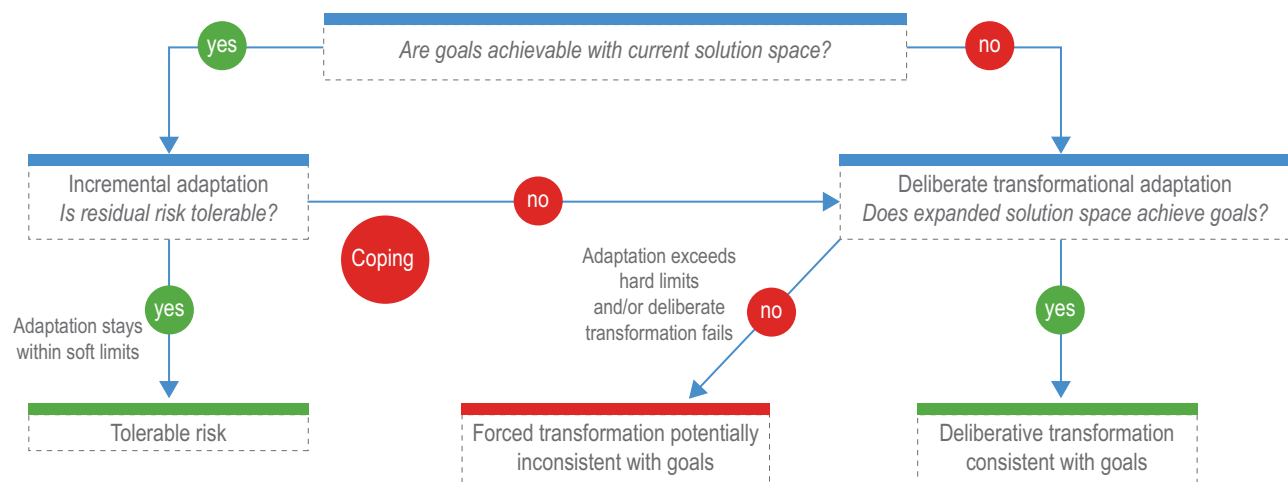 yes
Are goals achievable with current solution space?
no
Incremental adaptation
Is residual risk tolerable?
no
Deliberate transformational adaptation
Does expanded solution space achieve goals?
Coping
Adaptation exceeds
hard limits
and/or deliberate
transformation fails
no
yes
Adaptation stays
within soft limits
yes
Tolerable risk
Forced transformation potentially
inconsistent with goals
Deliberative transformation
consistent with goals